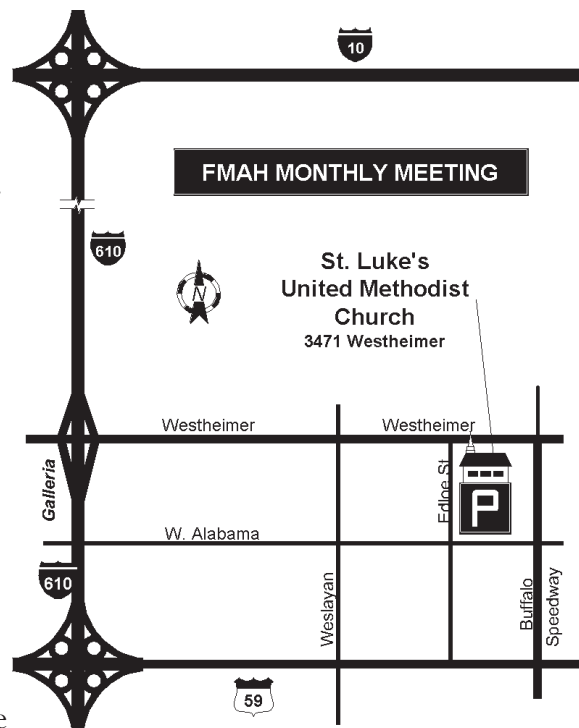 10
FMAH MONTHLY MEETING
610
N
St. Luke's
United Methodist
Church
3471 Westheimer
Westheimer
Westheimer
Galleria
Edloe St.
P
W. Alabama
610
Weslayan
Buffalo
Speedway
59
e